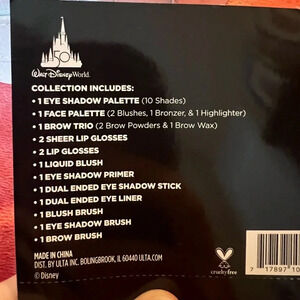 50
Walt Disney World
COLLECTION INCLUDES:
• 1 EYE SHADOW PALETTE (10 Shades)
• 1 FACE PALETTE (2 Blushes, 1 Bronzer, & 1 Highlighter)
• 1 BROW TRIO (2 Brow Powders & 1 Brow Wax)
• 2 SHEER LIP GLOSSES
• 2 LIP GLOSSES
• 1 LIQUID BLUSH
• 1 EYE SHADOW PRIMER
• 1 DUAL ENDED EYE SHADOW STICK
• 1 DUAL ENDED EYE LINER
• 1 BLUSH BRUSH
• 1 EYE SHADOW BRUSH
• 1 BROW BRUSH
MADE IN CHINA
DIST. BY ULTA INC. BOLINGBROOK, IL 60440 ULTA.COM
© Disney
crueltyfree
7 17897 10